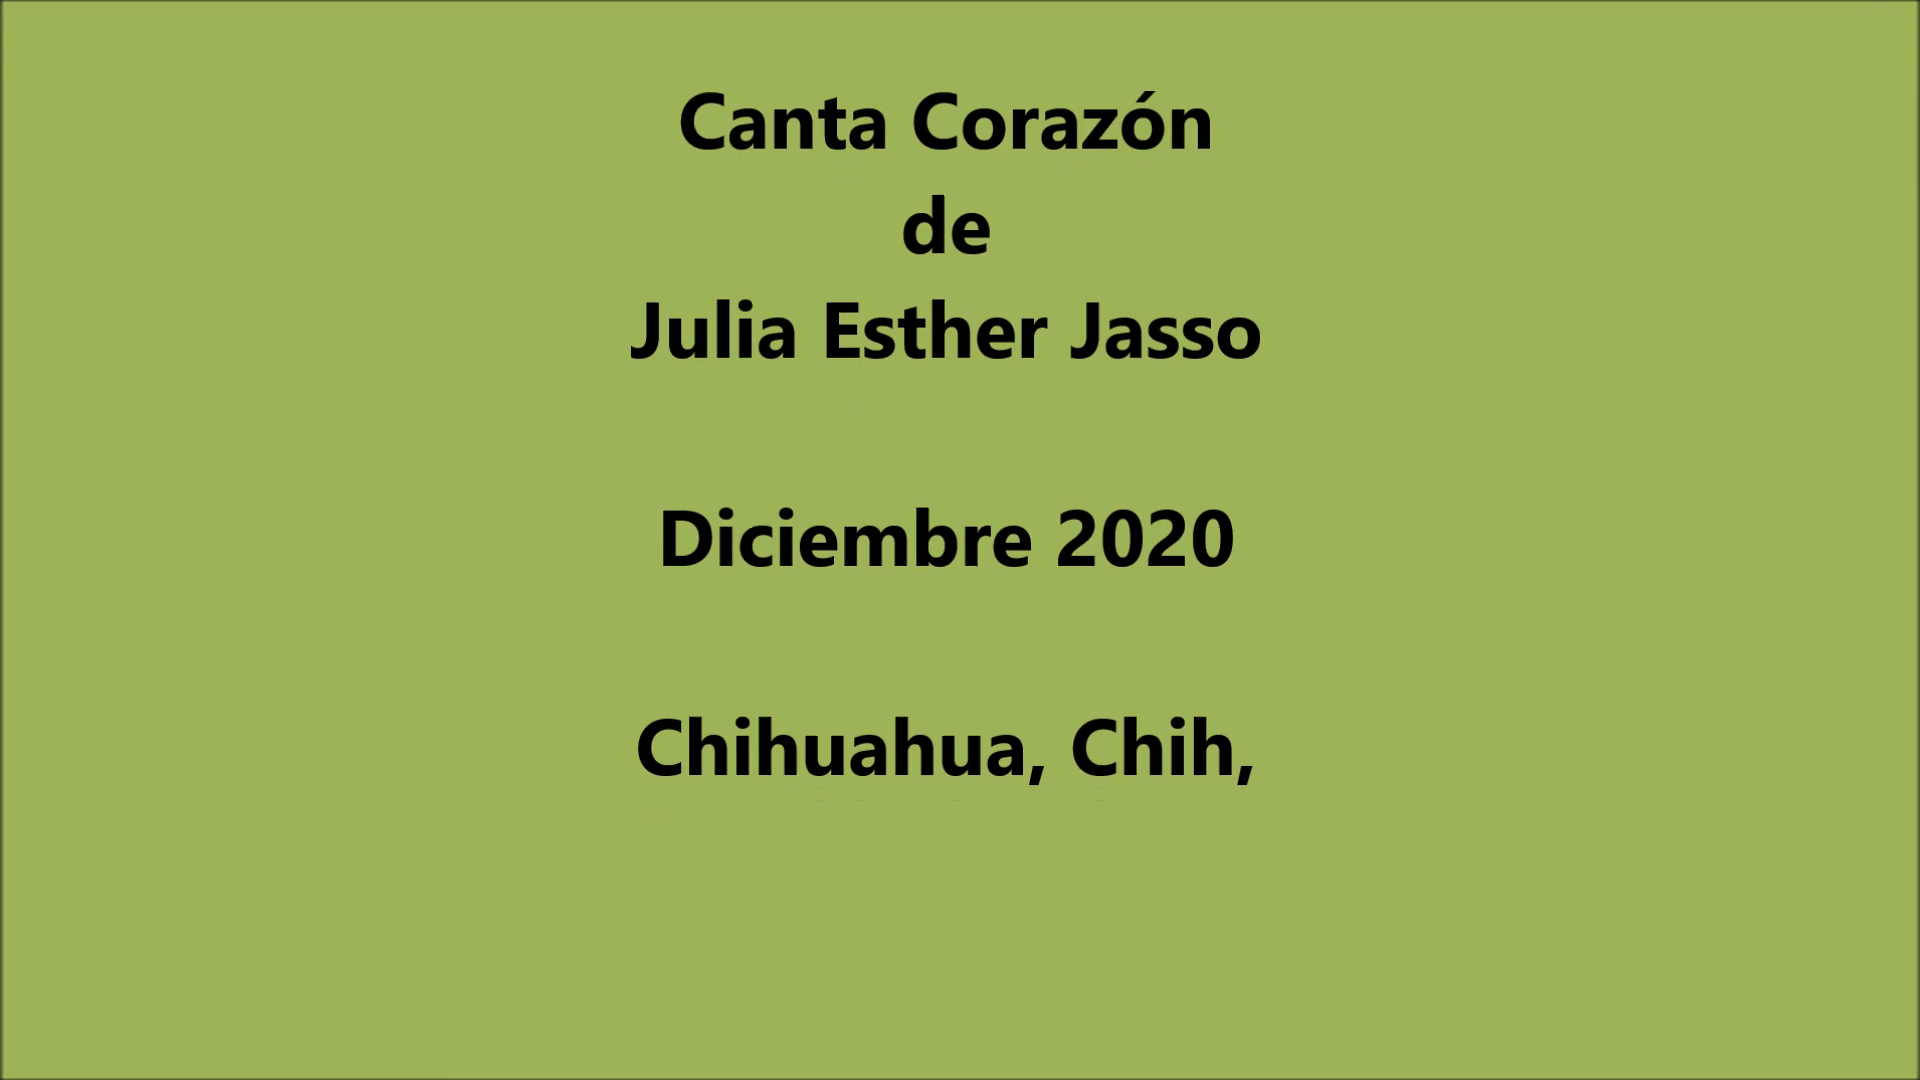 Canta Corazón
de
Julia Esther Jasso
Diciembre 2020
Chihuahua, Chih,